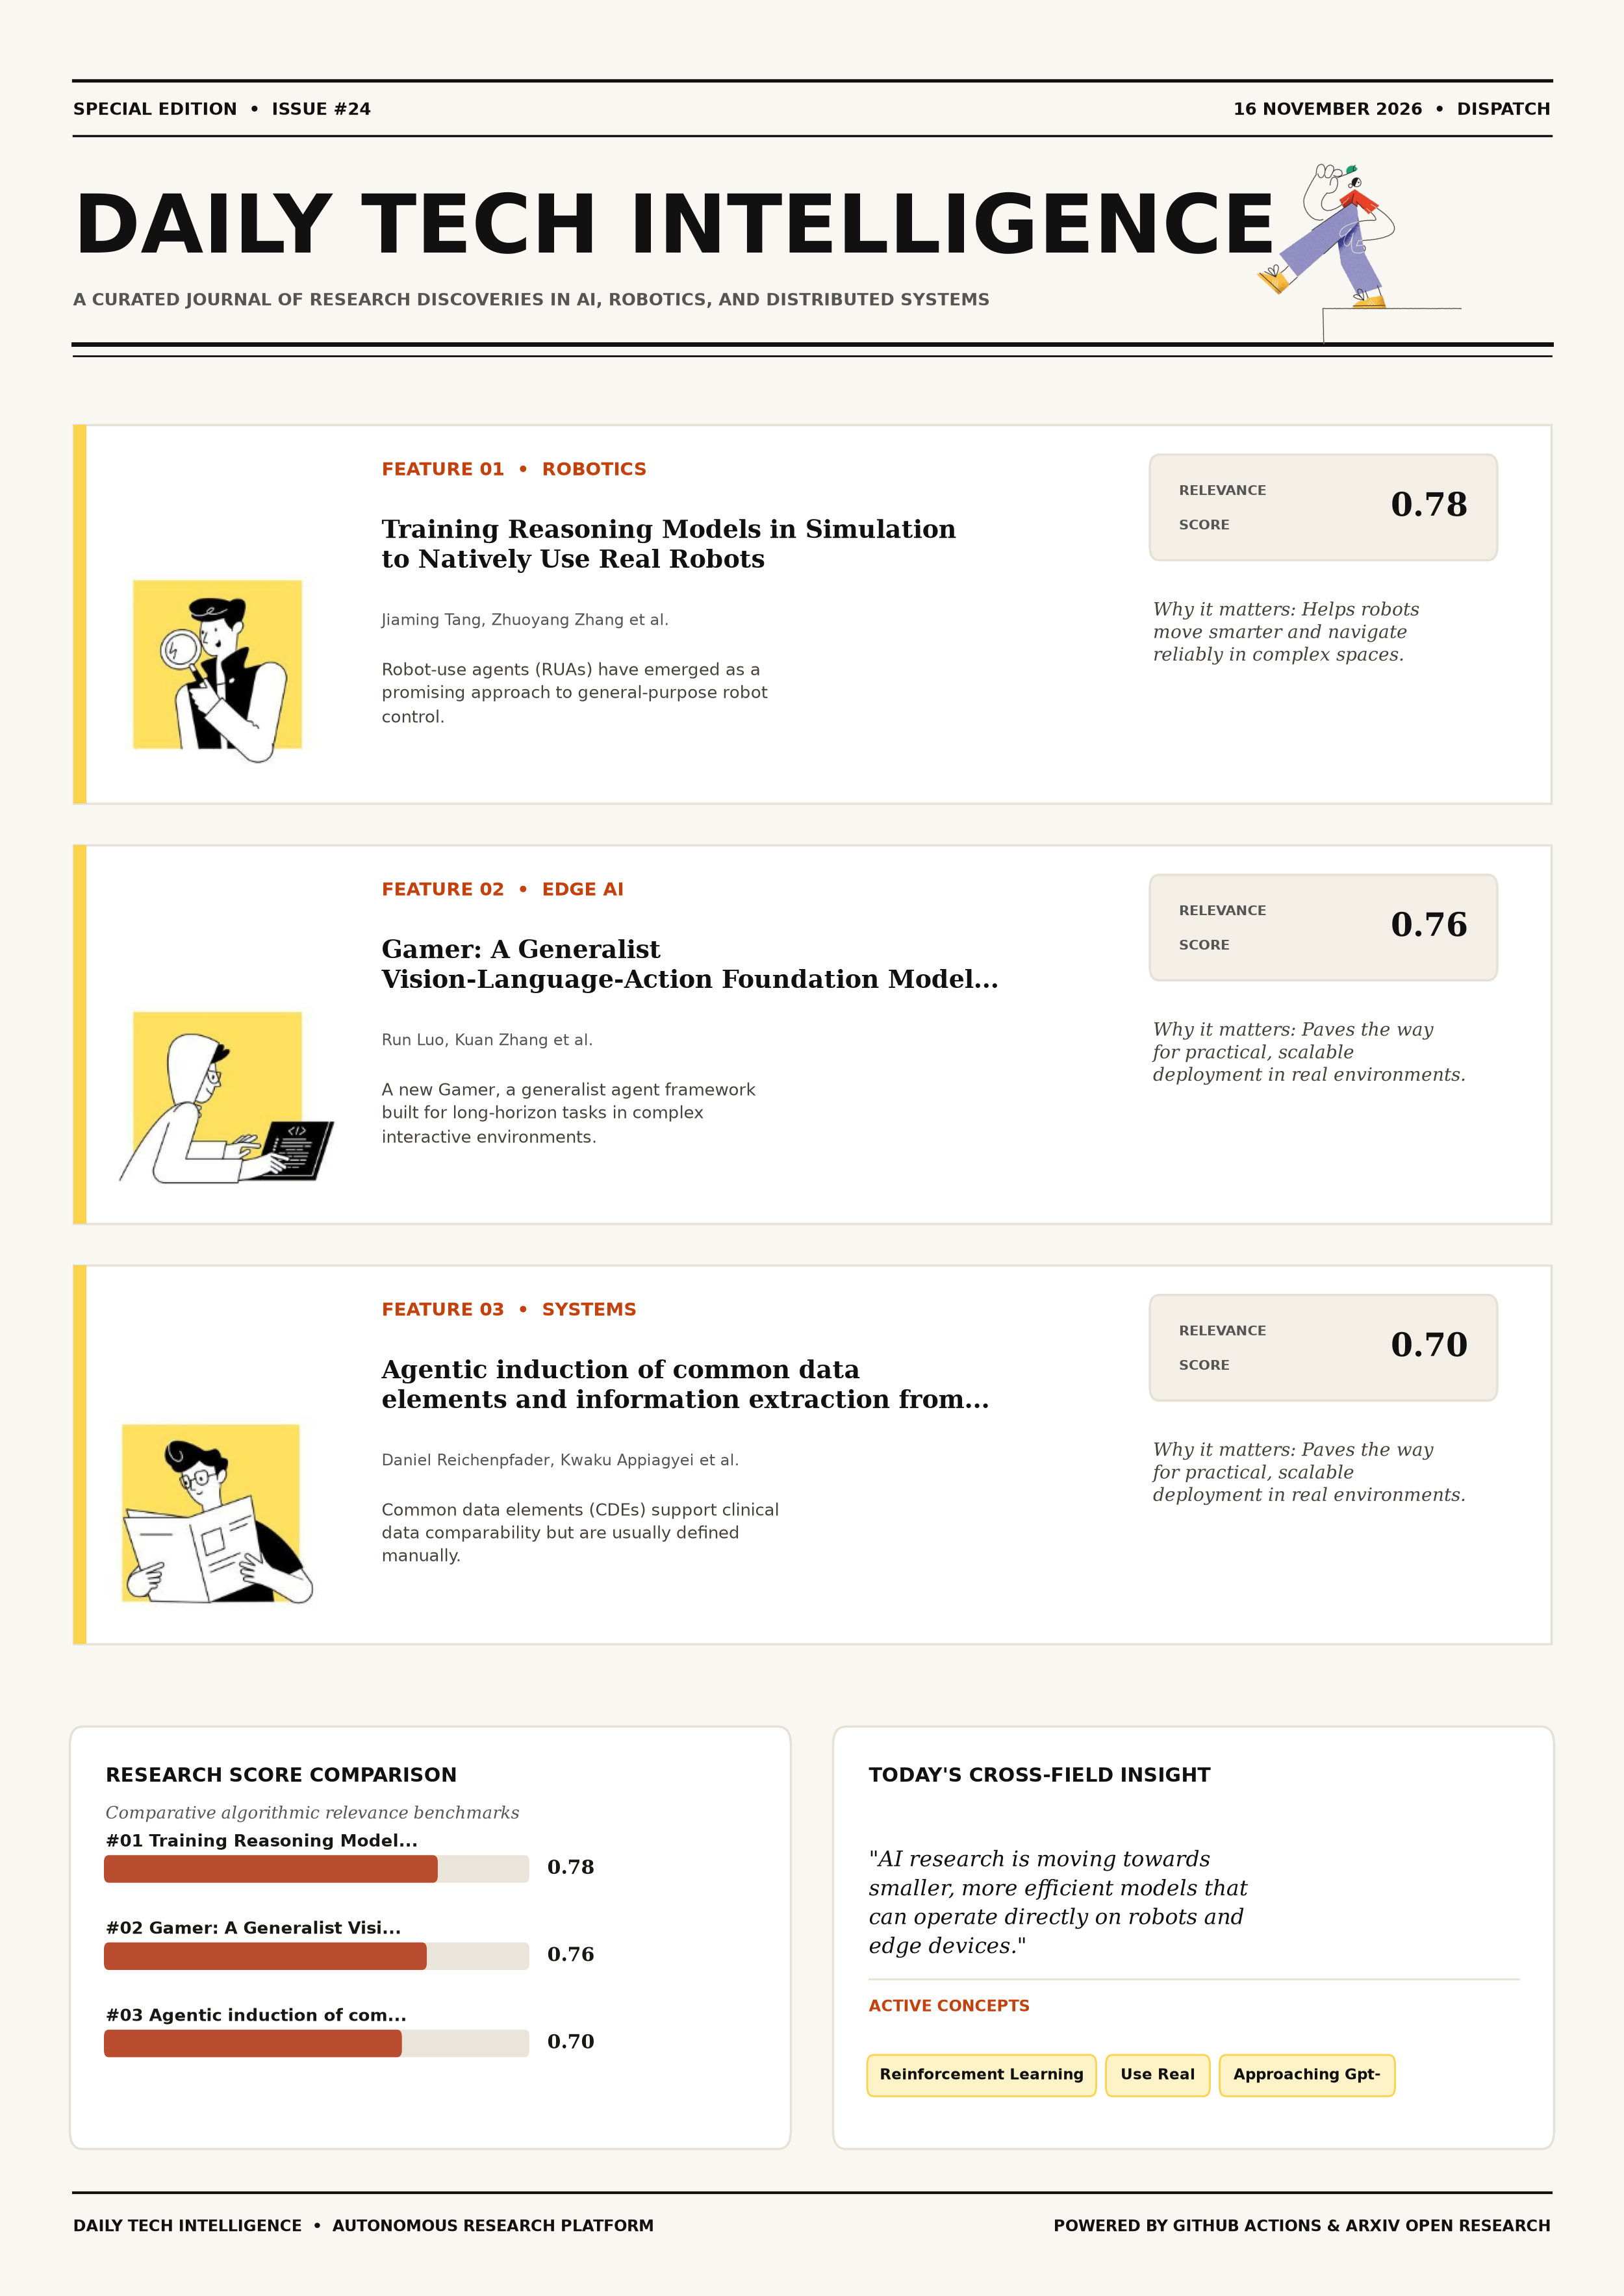 SPECIAL EDITION • ISSUE #24
16 NOVEMBER 2026 • DISPATCH
DAILY TECH INTELLIGENCE
A CURATED JOURNAL OF RESEARCH DISCOVERIES IN AI, ROBOTICS, AND DISTRIBUTED SYSTEMS
FEATURE 01 • ROBOTICS
Training Reasoning Models in Simulation
to Natively Use Real Robots
Jiaming Tang, Zhuoyang Zhang et al.
Robot-use agents (RUAs) have emerged as a
promising approach to general-purpose robot
control.
RELEVANCE
SCORE
0.78
Why it matters: Helps robots
move smarter and navigate
reliably in complex spaces.
FEATURE 02 • EDGE AI
Gamer: A Generalist
Vision-Language-Action Foundation Model...
Run Luo, Kuan Zhang et al.
A new Gamer, a generalist agent framework
built for long-horizon tasks in complex
interactive environments.
RELEVANCE
SCORE
0.76
Why it matters: Paves the way
for practical, scalable
deployment in real environments.
</>
FEATURE 03 • SYSTEMS
Agentic induction of common data
elements and information extraction from...
Daniel Reichenpfader, Kwaku Appiagyei et al.
Common data elements (CDEs) support clinical
data comparability but are usually defined
manually.
RELEVANCE
SCORE
0.70
Why it matters: Paves the way
for practical, scalable
deployment in real environments.
RESEARCH SCORE COMPARISON
Comparative algorithmic relevance benchmarks
#01 Training Reasoning Model...
0.78
#02 Gamer: A Generalist Visi...
0.76
#03 Agentic induction of com...
0.70
TODAY'S CROSS-FIELD INSIGHT
"AI research is moving towards
smaller, more efficient models that
can operate directly on robots and
edge devices."
ACTIVE CONCEPTS
Reinforcement Learning
Use Real
Approaching Gpt-
DAILY TECH INTELLIGENCE • AUTONOMOUS RESEARCH PLATFORM
POWERED BY GITHUB ACTIONS & ARXIV OPEN RESEARCH